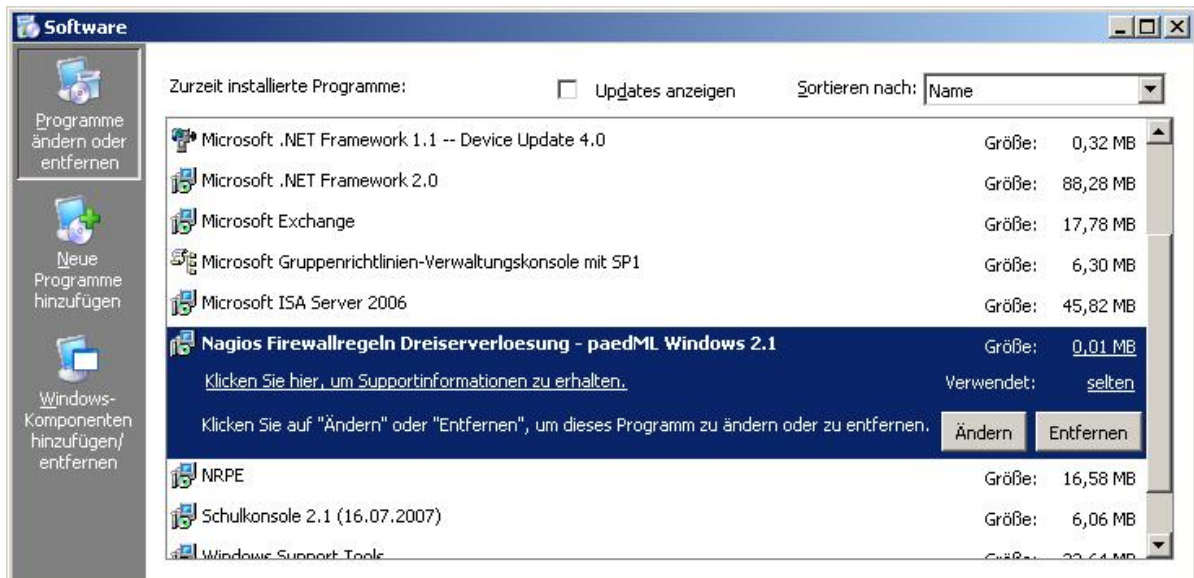 Software
Programme
ändern oder
entfernen
Neue
Programme
hinzufügen
Windows-
Komponenten
hinzufügen/
entfernen
Zurzeit installierte Programme: Updates anzeigen Sortieren nach: Name
Microsoft .NET Framework 1.1 -- Device Update 4.0 Größe: 0,32 MB
Microsoft .NET Framework 2.0 Größe: 88,28 MB
Microsoft Exchange Größe: 17,78 MB
Microsoft Gruppenrichtlinien-Verwaltungskonsole mit SP1 Größe: 6,30 MB
Microsoft ISA Server 2006 Größe: 45,82 MB
Nagios Firewallregeln Dreiserverloesung - paedML Windows 2.1 Größe: 0,01 MB
Klicken Sie hier, um Supportinformationen zu erhalten. Verwendet: selten
Klicken Sie auf "Ändern" oder "Entfernen", um dieses Programm zu ändern oder zu entfernen. Ändern Entfernen
NRPE Größe: 16,58 MB
Schulkonsole 2.1 (16.07.2007) Größe: 6,06 MB
Windows Support Tools Größe: MB